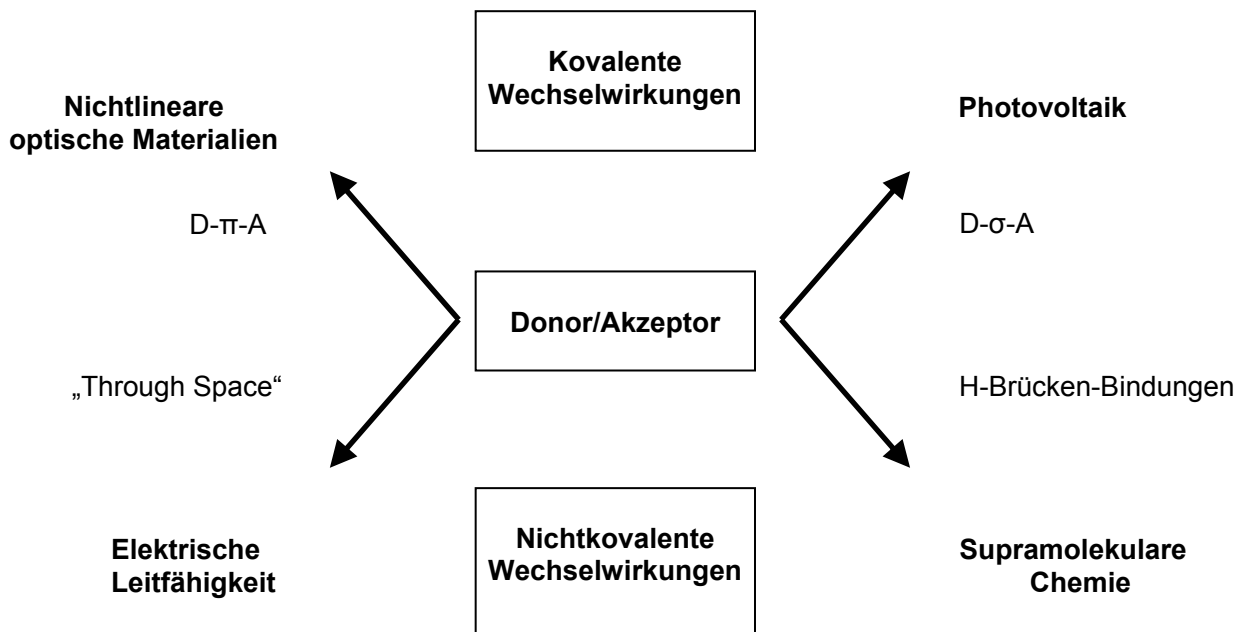 Kovalente
Wechselwirkungen
Nichtlineare
optische Materialien
Photovoltaik
D-π-A
D-σ-A
Donor/Akzeptor
„Through Space“
H-Brücken-Bindungen
Elektrische
Leitfähigkeit
Nichtkovalente
Wechselwirkungen
Supramolekulare
Chemie